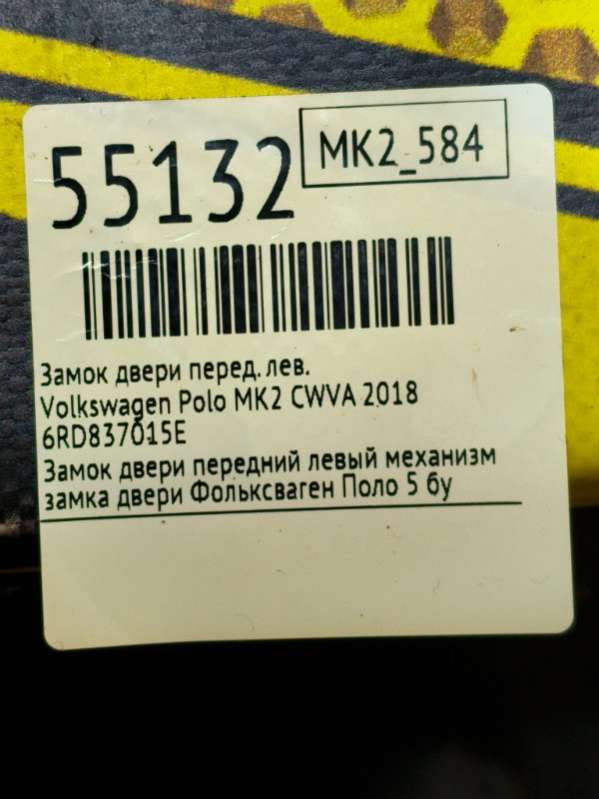 55132
MK2_584
Замок двери перед. лев.
Volkswagen Polo MK2 CWVA 2018
6RD837015E
Замок двери передний левый механизм
замка двери Фольксваген Поло 5 бу